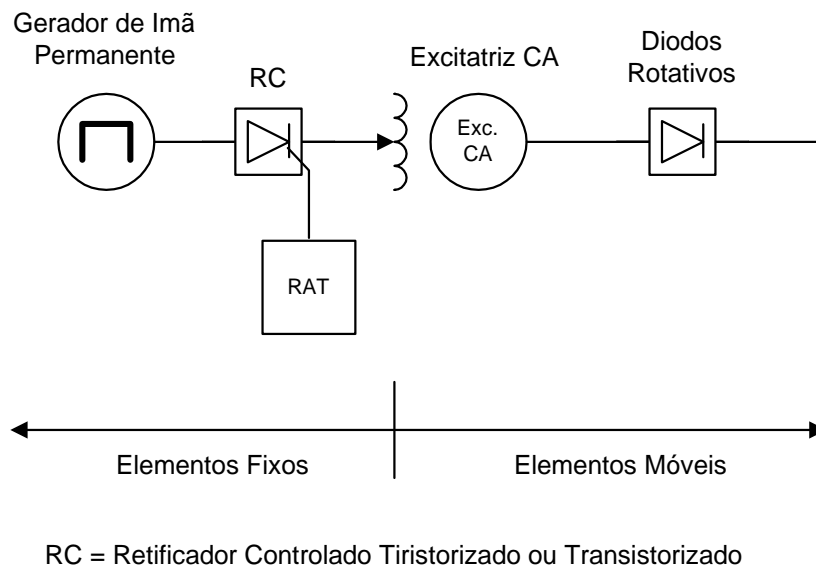 Gerador de Imã
Permanente
RC
Excitatriz CA
Diodos
Rotativos
Exc.
CA
RAT
Elementos Fixos
Elementos Móveis
RC = Retificador Controlado Tiristorizado ou Transistorizado